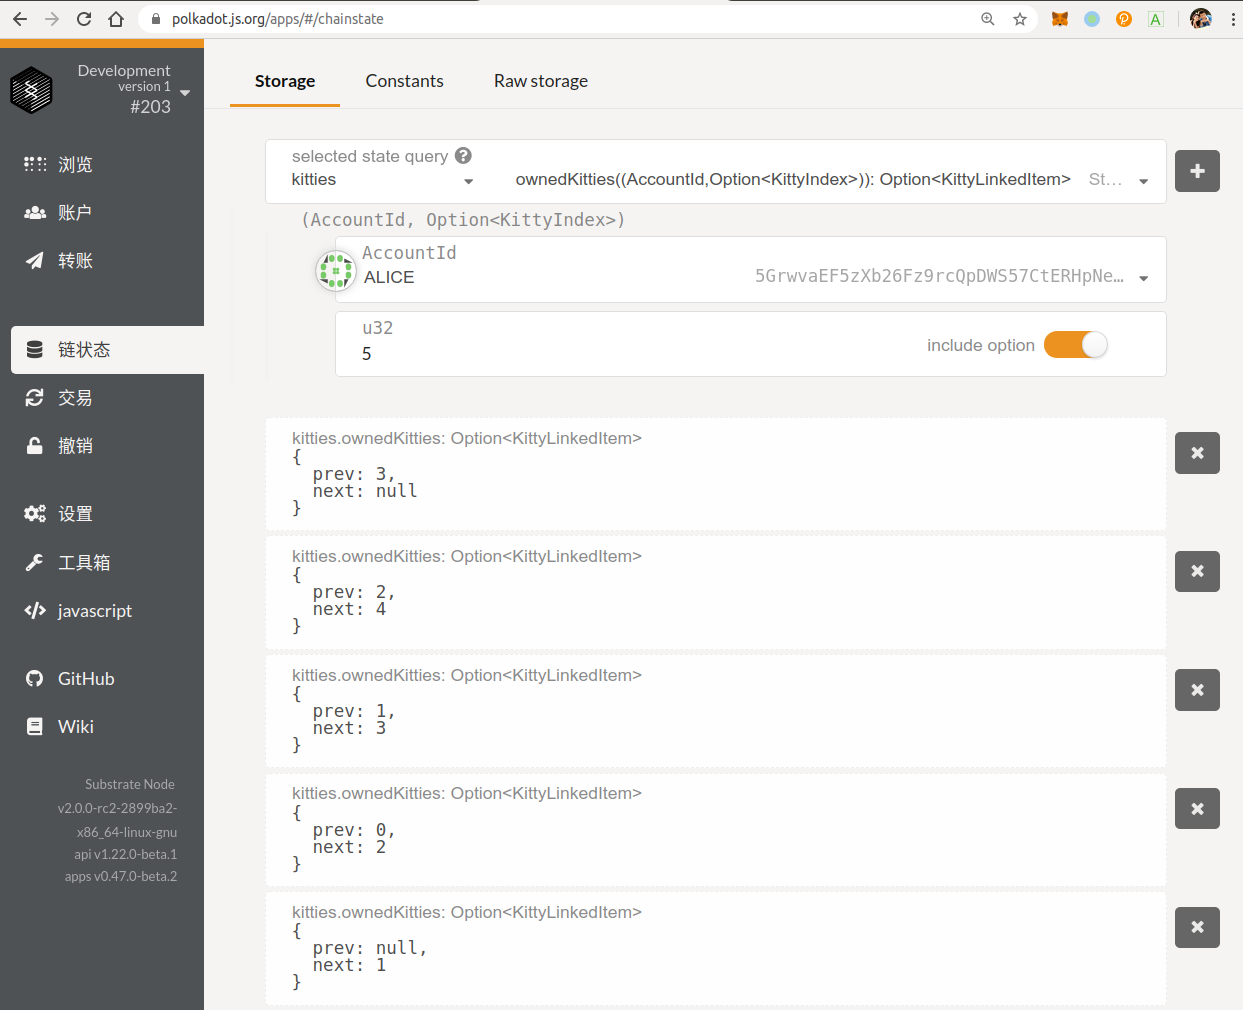 polkadot.js.org/apps/#/chainstate
Development
version 1
#203
浏览
账户
转账
链状态
交易
撤销
设置
工具箱
javascript
GitHub
Wiki
Substrate Node
v2.0.0-rc2-2899ba2-
x86_64-linux-gnu
api v1.22.0-beta.1
apps v0.47.0-beta.2
Storage Constants Raw storage
selected state query
kitties ownedKitties((AccountId,Option<KittyIndex>)): Option<KittyLinkedItem> St…
(AccountId, Option<KittyIndex>)
AccountId
ALICE 5GrwvaEF5zXb26Fz9rcQpDWS57CtERHpNe…
u32
5
include option
kitties.ownedKitties: Option<KittyLinkedItem>
{
prev: 3,
next: null
}
kitties.ownedKitties: Option<KittyLinkedItem>
{
prev: 2,
next: 4
}
kitties.ownedKitties: Option<KittyLinkedItem>
{
prev: 1,
next: 3
}
kitties.ownedKitties: Option<KittyLinkedItem>
{
prev: 0,
next: 2
}
kitties.ownedKitties: Option<KittyLinkedItem>
{
prev: null,
next: 1
}